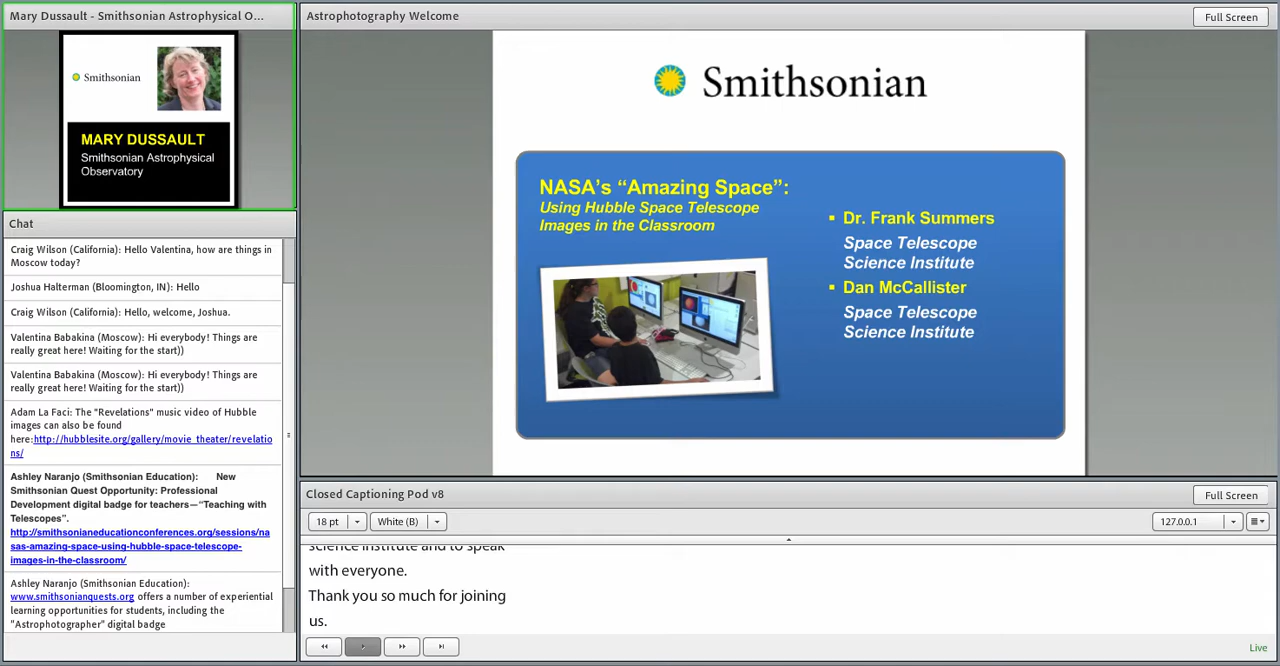 Mary Dussault - Smithsonian Astrophysical O...
Smithsonian
MARY DUSSAULT
Smithsonian Astrophysical
Observatory
Chat
Craig Wilson (California): Hello Valentina, how are things in
Moscow today?
Joshua Halterman (Bloomington, IN): Hello
Craig Wilson (California): Hello, welcome, Joshua.
Valentina Babakina (Moscow): Hi everybody! Things are
really great here! Waiting for the start))
Valentina Babakina (Moscow): Hi everybody! Things are
really great here! Waiting for the start))
Adam La Faci: The "Revelations" music video of Hubble
images can also be found
here:http://hubblesite.org/gallery/movie_theater/revelatio
ns/
Ashley Naranjo (Smithsonian Education): New
Smithsonian Quest Opportunity: Professional
Development digital badge for teachers—"Teaching with
Telescopes".
http://smithsonianeducationconferences.org/sessions/na
sas-amazing-space-using-hubble-space-telescope-
images-in-the-classroom/
Ashley Naranjo (Smithsonian Education):
www.smithsonianquests.org offers a number of experiential
learning opportunities for students, including the
"Astrophotographer" digital badge
Astrophotography Welcome
Full Screen
Smithsonian
NASA's “Amazing Space”:
Using Hubble Space Telescope
Images in the Classroom
▪ Dr. Frank Summers
Space Telescope
Science Institute
▪ Dan McCallister
Space Telescope
Science Institute
Closed Captioning Pod v8
Full Screen
18 pt
White (B)
127.0.0.1
science institute and to speak
with everyone.
Thank you so much for joining
us.
Live